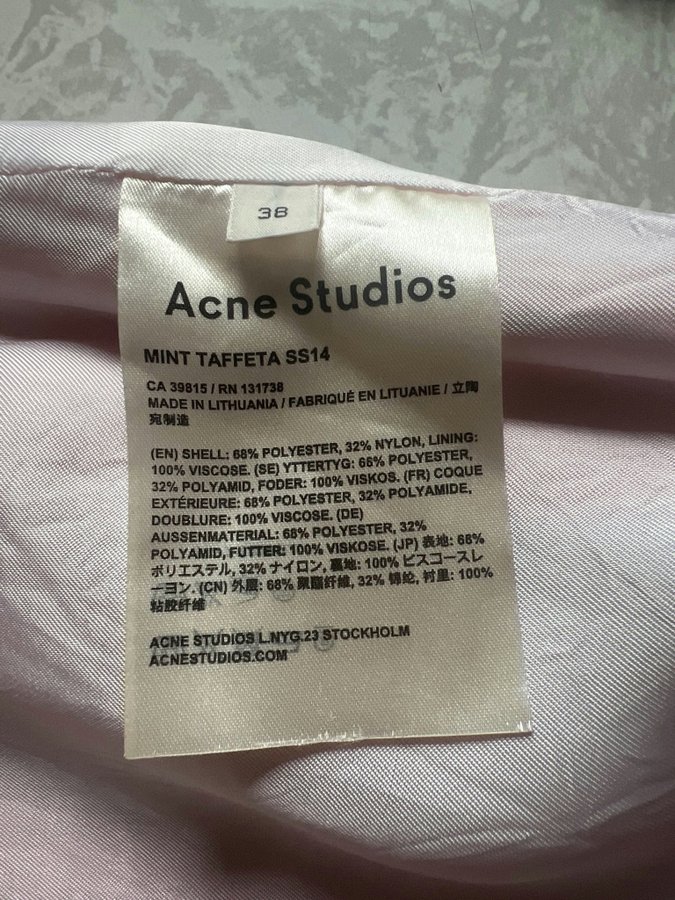 38
Acne Studios
MINT TAFFETA SS14
CA 39815 / RN 131738
MADE IN LITHUANIA / FABRIQUÉ EN LITUANIE / 立陶
宛制造
(EN) SHELL: 68% POLYESTER, 32% NYLON, LINING:
100% VISCOSE. (SE) YTTERTYG: 68% POLYESTER,
32% POLYAMID, FODER: 100% VISKOS. (FR) COQUE
EXTÉRIEURE: 68% POLYESTER, 32% POLYAMIDE,
DOUBLURE: 100% VISCOSE. (DE)
AUSSENMATERIAL: 68% POLYESTER, 32%
POLYAMID, FUTTER: 100% VISKOSE. (JP) 表地: 68%
ポリエステル, 32% ナイロン, 裏地: 100% ビスコースレ
ーヨン. (CN) 外层: 68% 聚酯纤维, 32% 锦纶, 衬里: 100%
粘胶纤维
ACNE STUDIOS L.NYG.23 STOCKHOLM
ACNESTUDIOS.COM